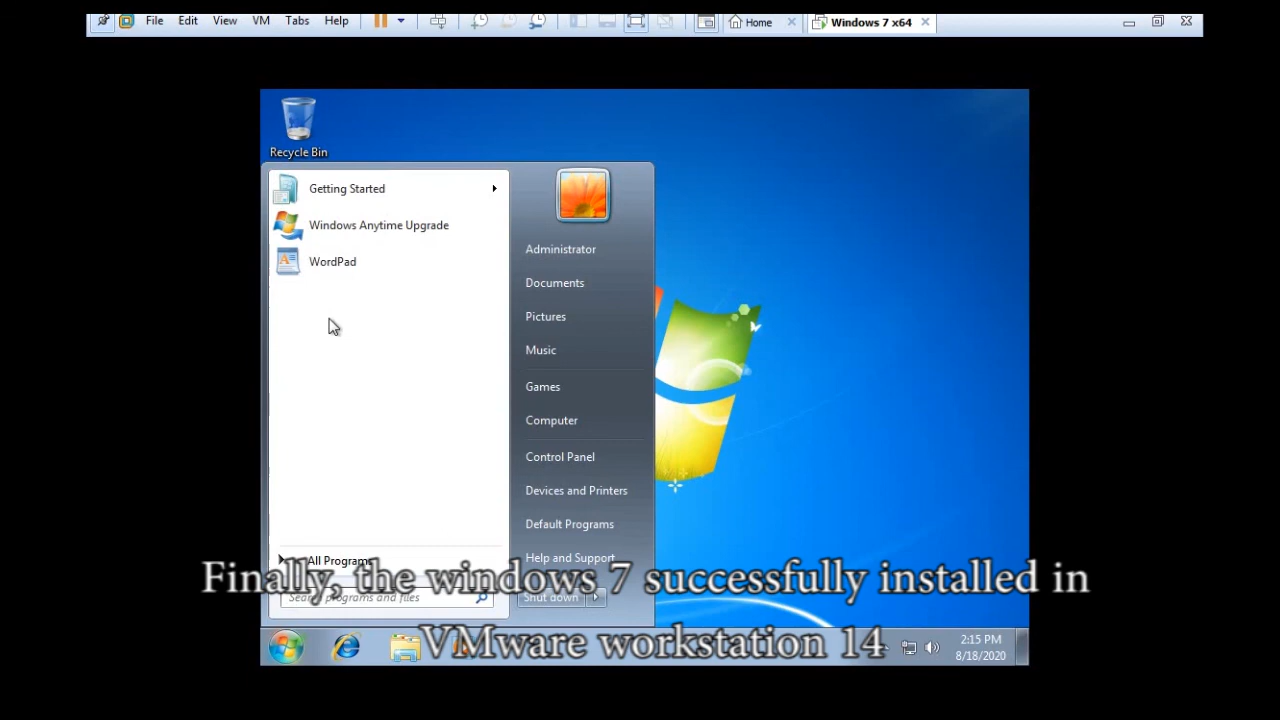 File Edit View VM Tabs Help Home Windows 7 x64
Recycle Bin
Getting Started
Windows Anytime Upgrade
WordPad
All Programs
Search programs and files
Administrator
Documents
Pictures
Music
Games
Computer
Control Panel
Devices and Printers
Default Programs
Help and Support
Shut down
Finally, the windows 7 successfully installed in
VMware workstation 14
2:15 PM
8/18/2020